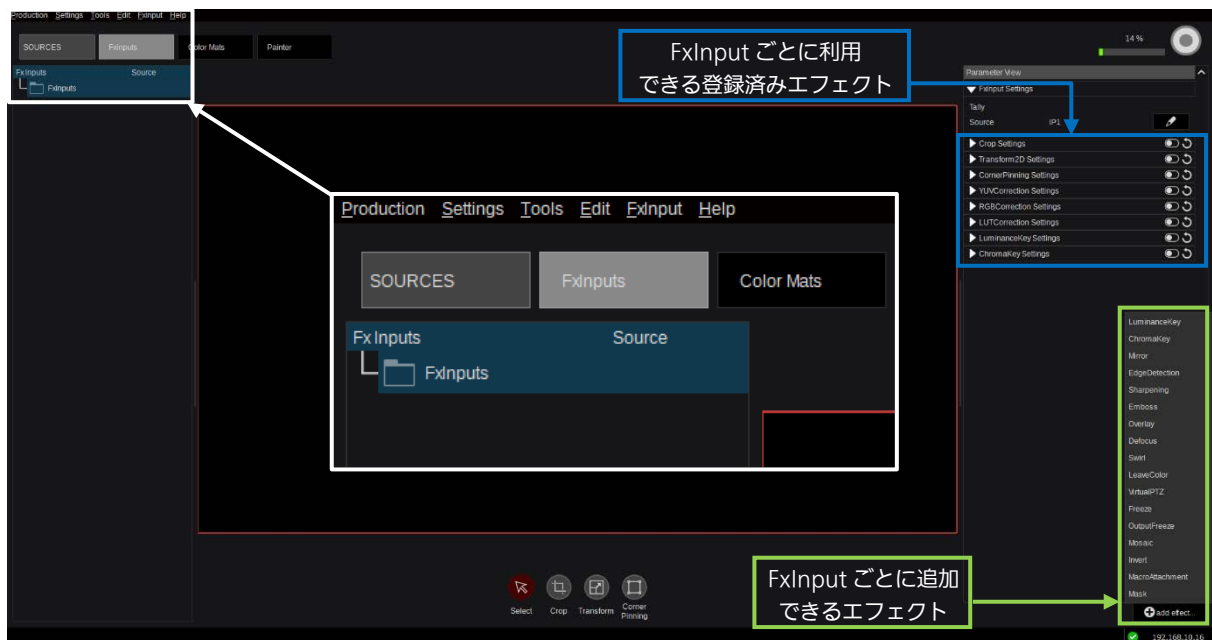 Production Settings Tools Edit FxInput Help
SOURCES FxInputs Color Mats Painter
Fx Inputs Source
FxInputs
FxInput ごとに利用
できる登録済みエフェクト
14 %
Parameter View
FxInput Settings
Tally
Source IP1
Crop Settings
Transform2D Settings
CornerPinning Settings
YUVCorrection Settings
RGBCorrection Settings
LUTCorrection Settings
LuminanceKey Settings
ChromaKey Settings
Production Settings Tools Edit FxInput Help
SOURCES FxInputs Color Mats
Fx Inputs Source
FxInputs
LuminanceKey
ChromaKey
Mirror
EdgeDetection
Sharpening
Emboss
Overlay
Defocus
Swirl
LeaveColor
VirtualPTZ
Freeze
OutputFreeze
Mosaic
Invert
MacroAttachment
Mask
add effect...
FxInput ごとに追加
できるエフェクト
Select Crop Transform Corner
Pinning
192.168.10.16